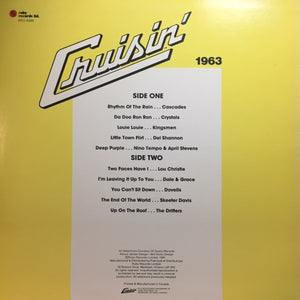 ruby
records ltd.
Cruisin'
1963
SIDE ONE
Rhythm Of The Rain . . . Cascades
Da Doo Ron Ron . . . Crystals
Louie Louie . . . Kingsmen
Little Town Flirt . . . Del Shannon
Deep Purple . . . Nino Tempo & April Stevens
SIDE TWO
Two Faces Have I . . . Lou Christie
I'm Leaving It Up To You . . . Dale & Grace
You Can't Sit Down . . . Dovells
The End Of The World . . . Skeeter Davis
Up On The Roof . . . The Drifters